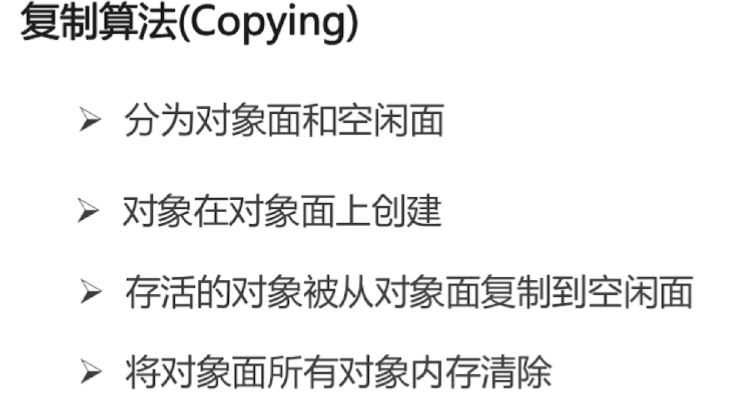 复制算法(Copying)
➢ 分为对象面和空闲面
➢ 对象在对象面上创建
➢ 存活的对象被从对象面复制到空闲面
➢ 将对象面所有对象内存清除